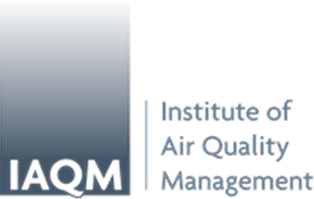 IAQM
Institute of
Air Quality
Management